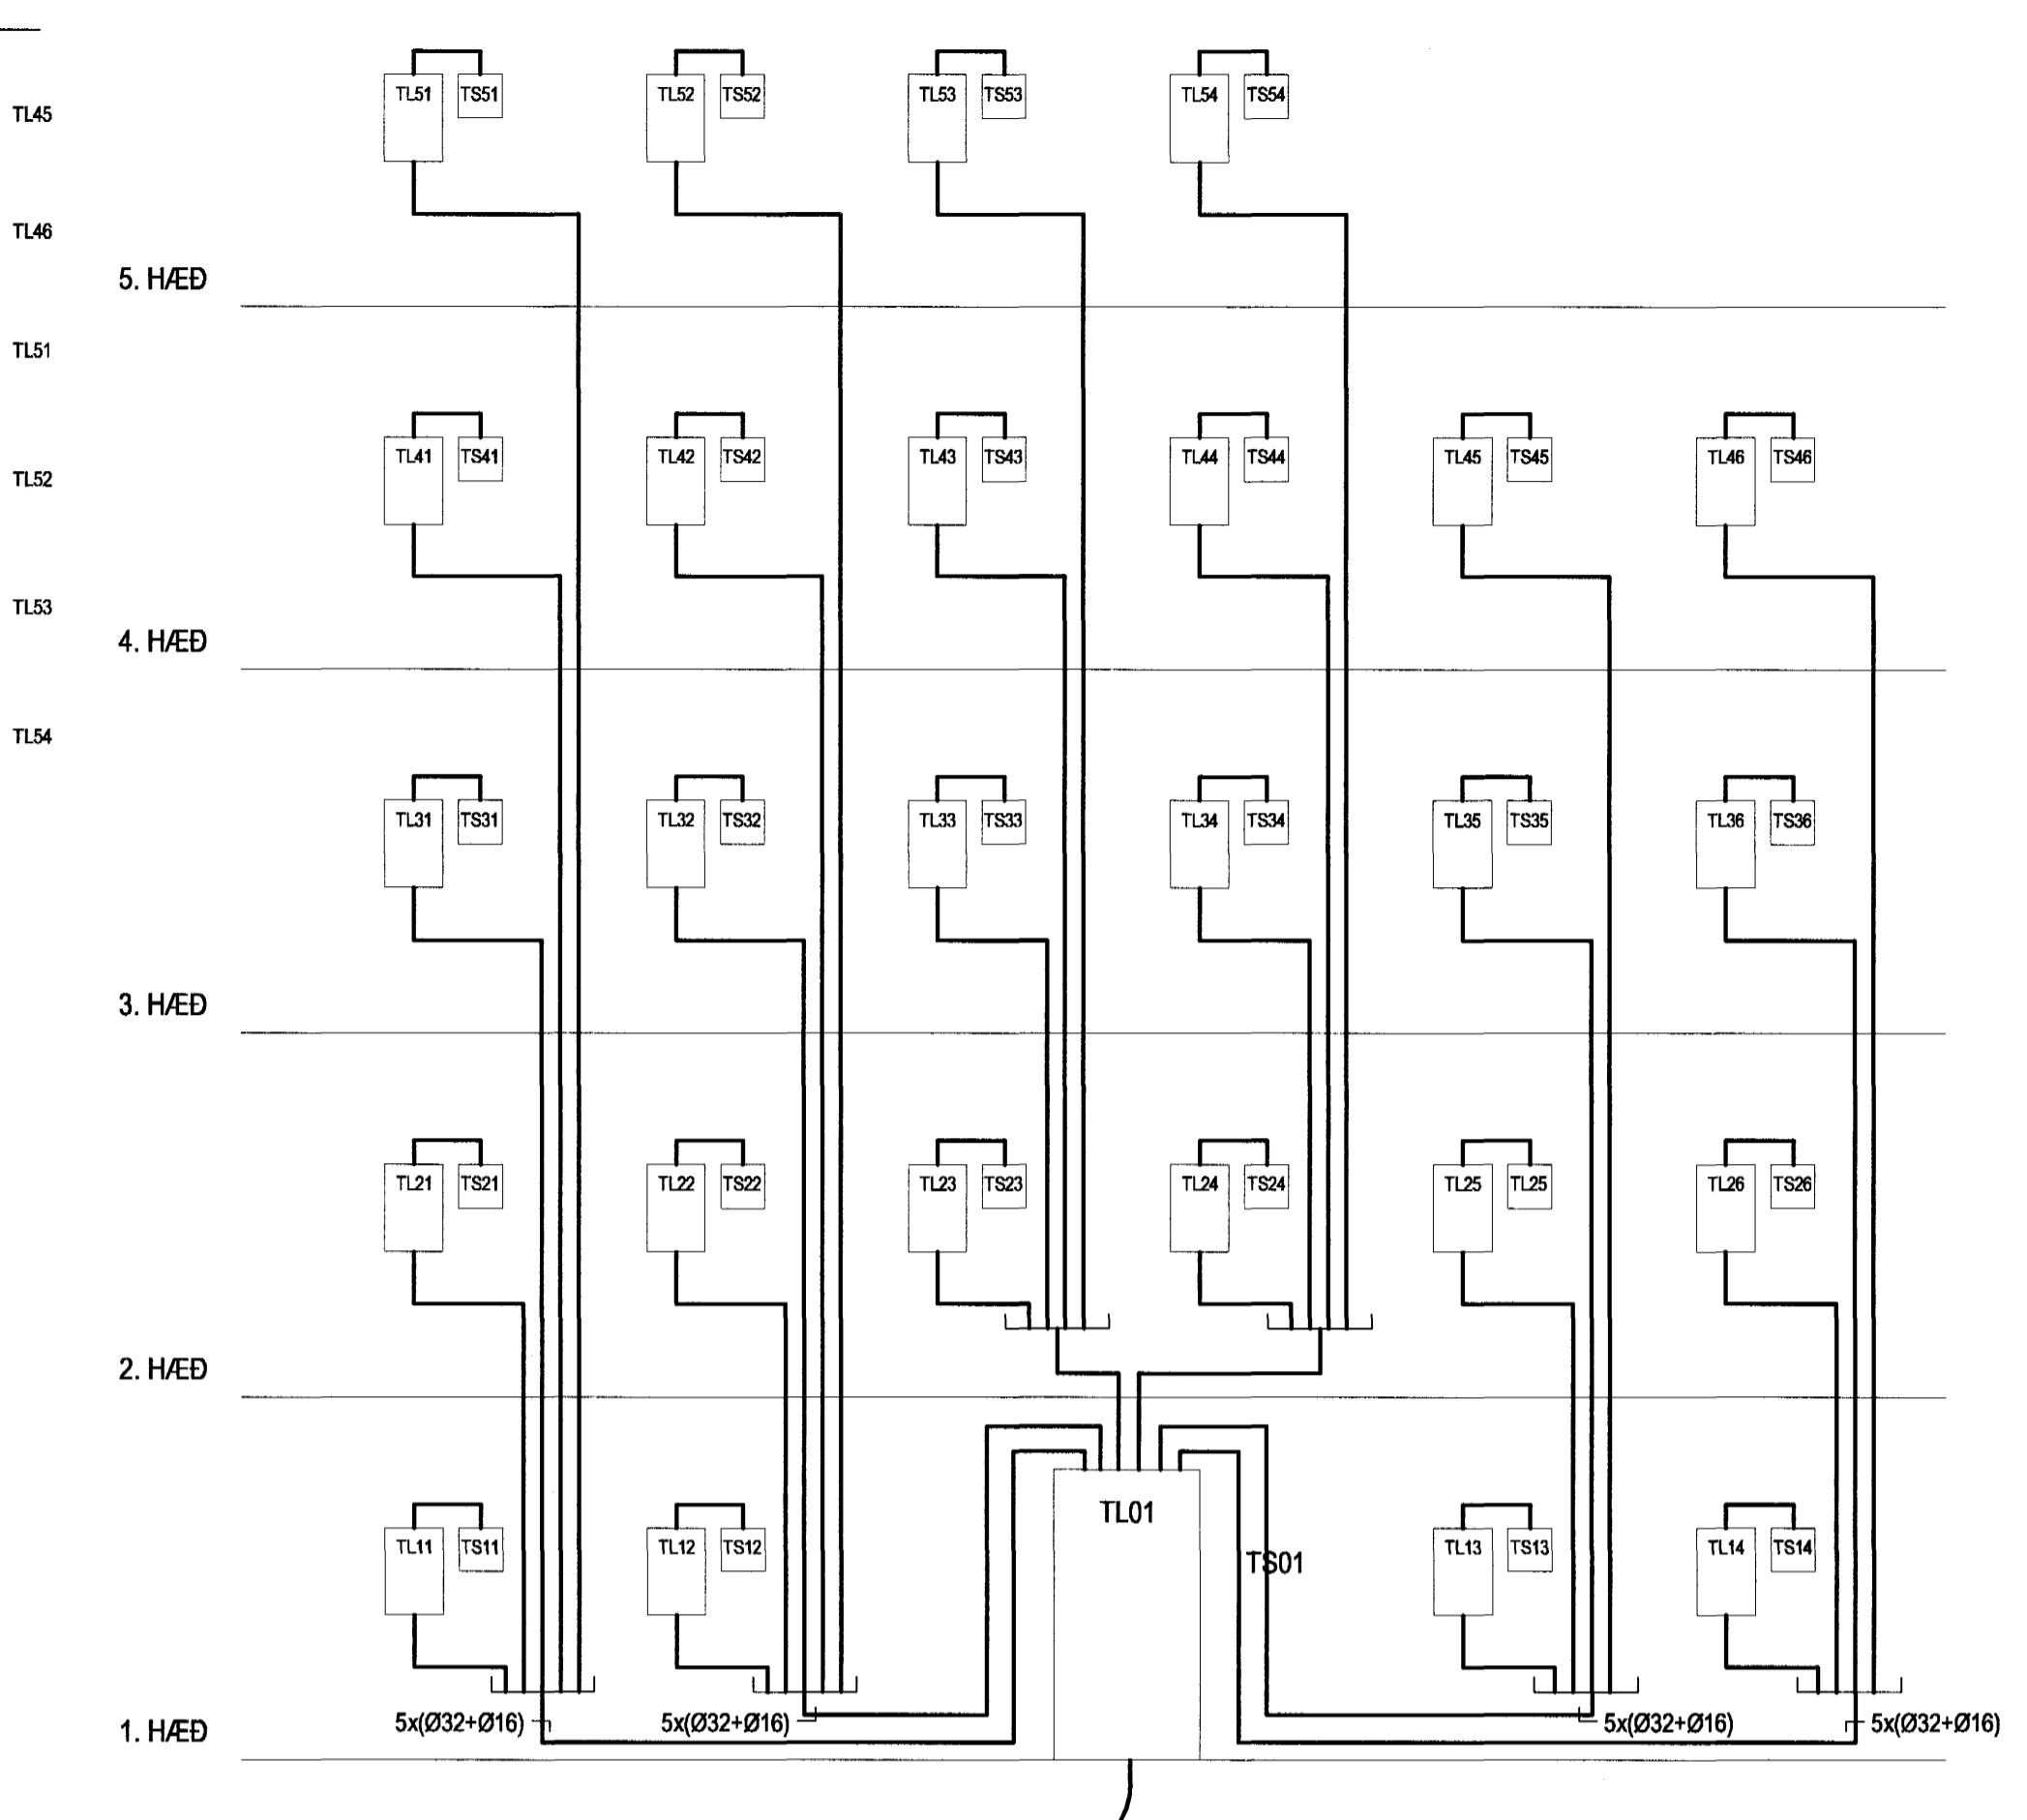 TL51 TS51 TL52 TS52 TL53 TS53 TL54 TS54
TL45
TL46
5. HÆÐ
TL51
TL41 TS41 TL42 TS42 TL43 TS43 TL44 TS44 TL45 TS45 TL46 TS46
TL52
TL53
4. HÆÐ
TL54
TL31 TS31 TL32 TS32 TL33 TS33 TL34 TS34 TL35 TS35 TL36 TS36
3. HÆÐ
TL21 TS21 TL22 TS22 TL23 TS23 TL24 TS24 TL25 TL25 TL26 TS26
2. HÆÐ
TL01
TL11 TS11 TL12 TS12 TL13 TS13 TL14 TS14
TS01
5x(Ø32+Ø16) 5x(Ø32+Ø16) 5x(Ø32+Ø16) 5x(Ø32+Ø16)
1. HÆÐ